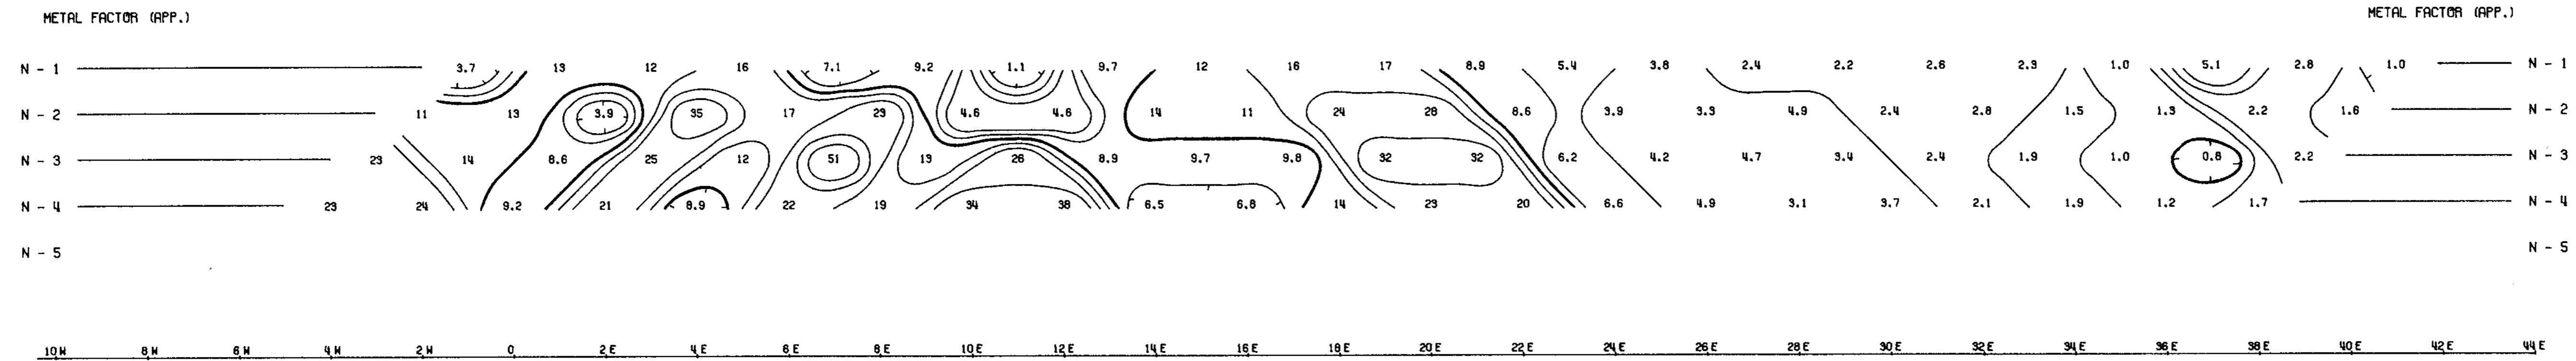 METAL FACTOR (APP.) METAL FACTOR (APP.)
N - 1 3.7 13 12 16 7.1 9.2 1.1 9.7 12 16 17 8.9 5.4 3.8 2.4 2.2 2.6 2.3 1.0 5.1 2.8 1.0 N - 1
N - 2 11 13 3.9 35 17 23 4.6 4.6 14 11 24 28 8.6 3.9 3.3 4.9 2.4 2.8 1.5 1.3 2.2 1.6 N - 2
N - 3 23 14 8.6 25 12 51 13 26 8.9 9.7 9.8 32 32 6.2 4.2 4.7 3.4 2.4 1.9 1.0 0.8 2.2 N - 3
N - 4 23 24 9.2 21 8.9 22 19 34 38 6.5 6.8 14 23 20 6.6 4.9 3.1 3.7 2.1 1.9 1.2 1.7 N - 4
N - 5 N - 5
10W 8W 6W 4W 2W 0 2E 4E 6E 8E 10E 12E 14E 16E 18E 20E 22E 24E 26E 28E 30E 32E 34E 36E 38E 40E 42E 44E